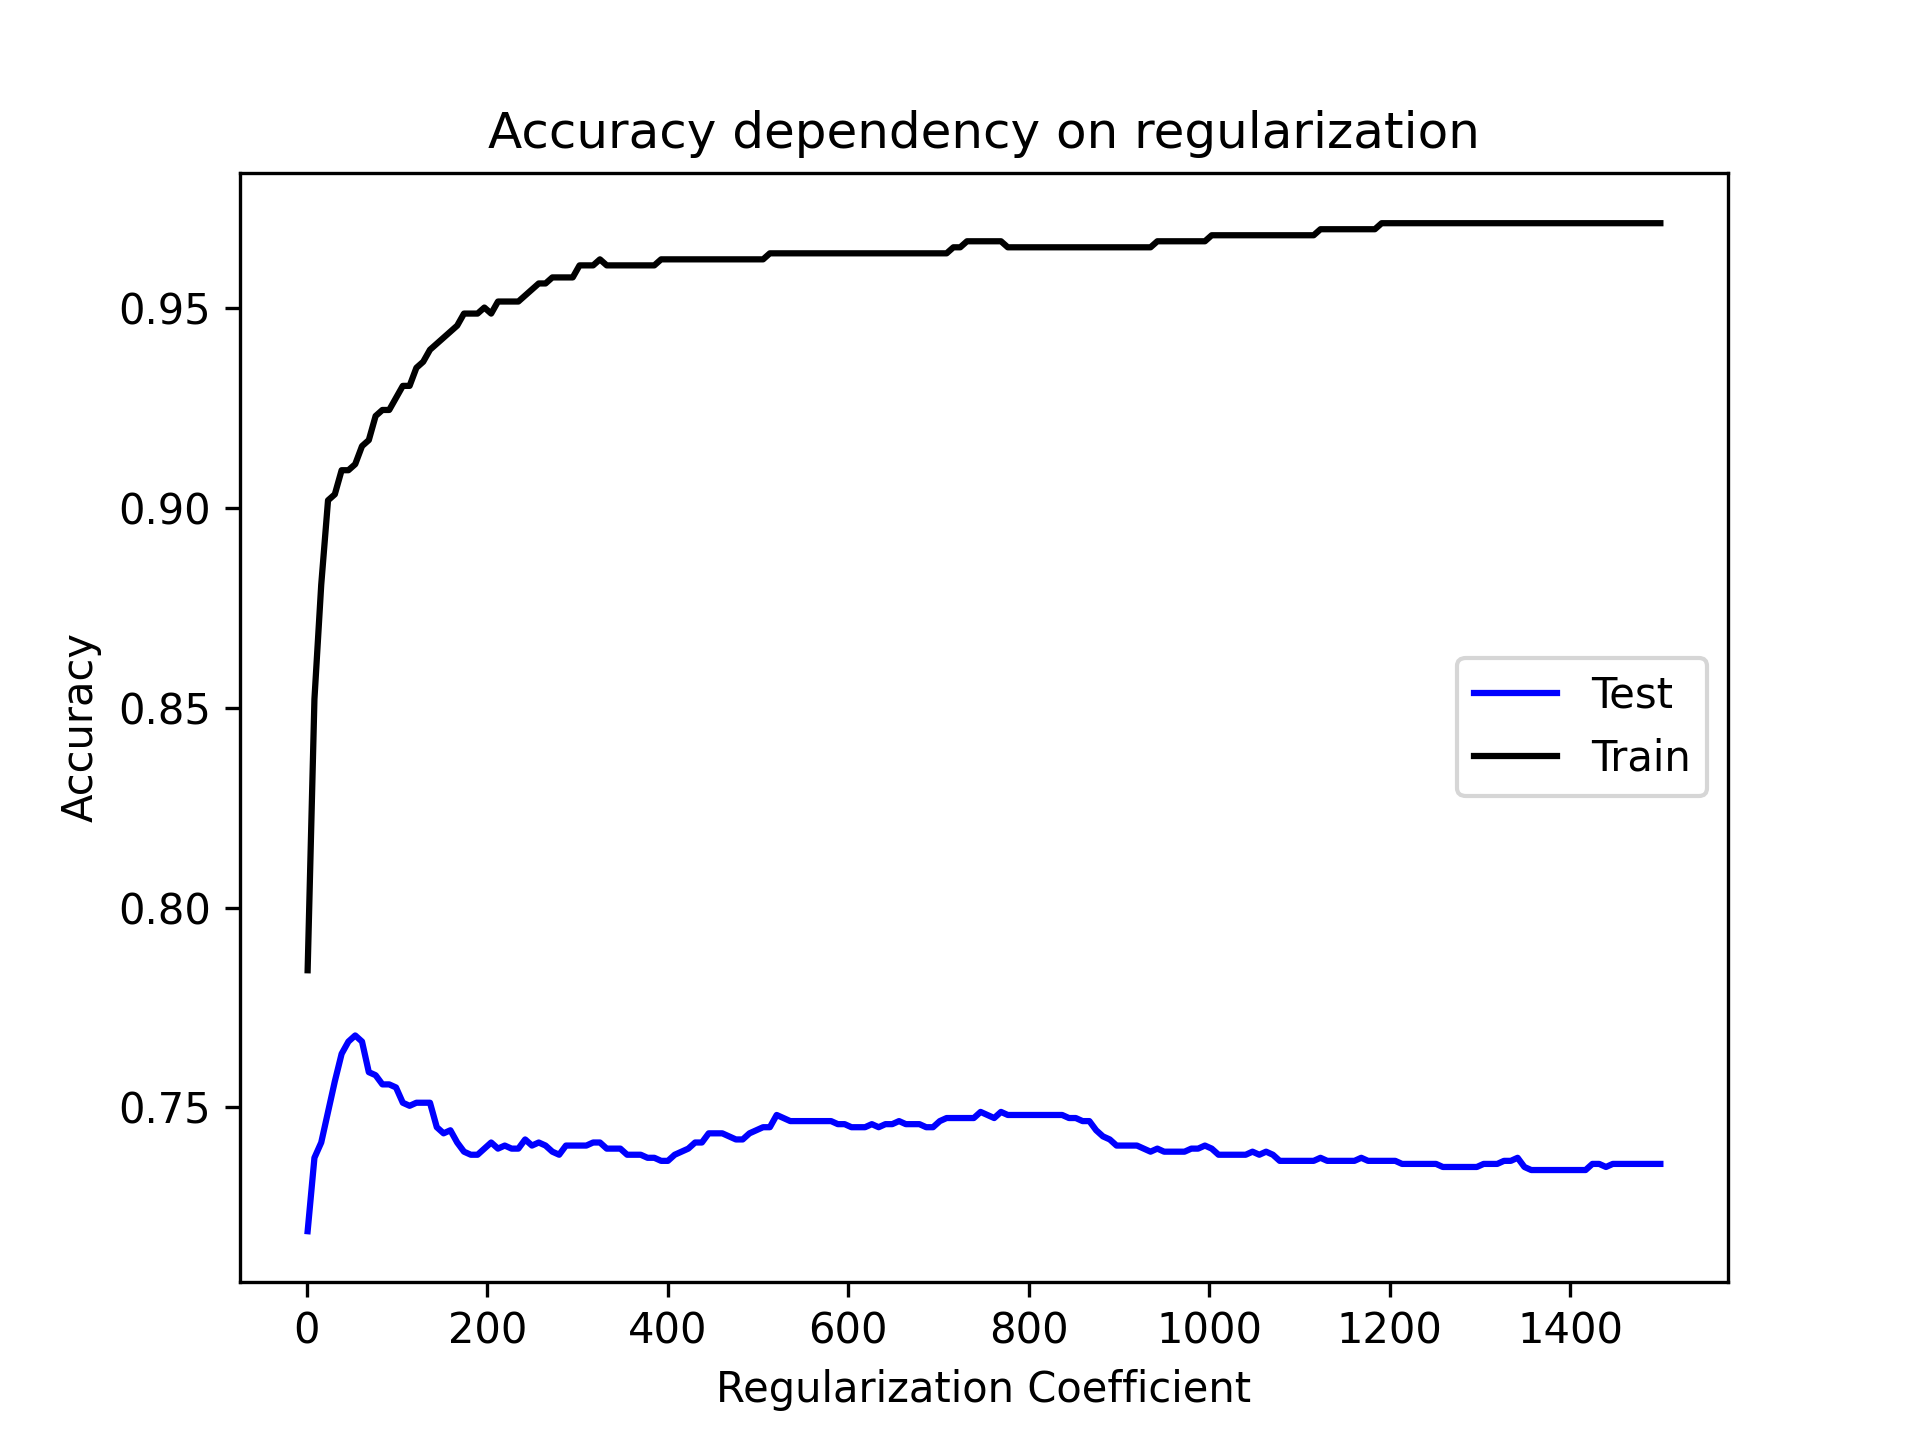 Accuracy dependency on regularization
Accuracy
0.95
0.90
0.85
0.80
0.75
Test
Train
0 200 400 600 800 1000 1200 1400
Regularization Coefficient